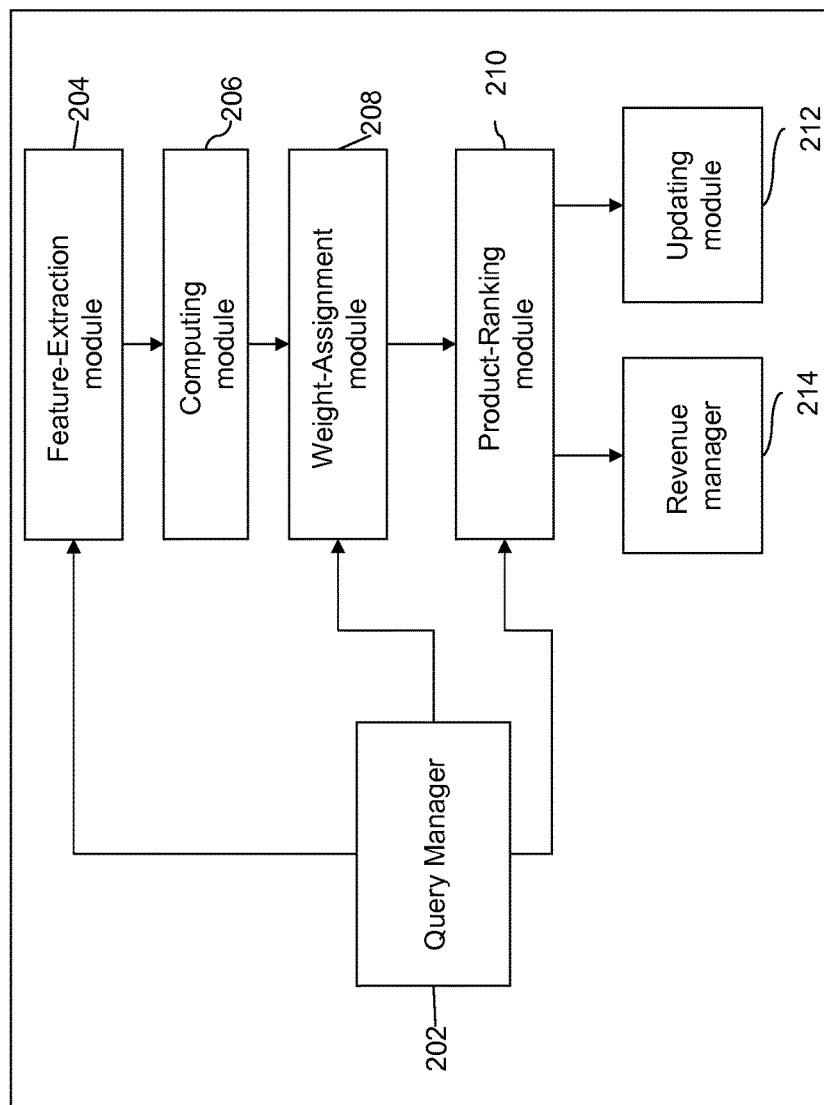 202
Query Manager
Feature-Extraction
module
204
Computing
module
206
Weight-Assignment
module
208
Product-Ranking
module
210
Revenue
manager
214
Updating
module
212